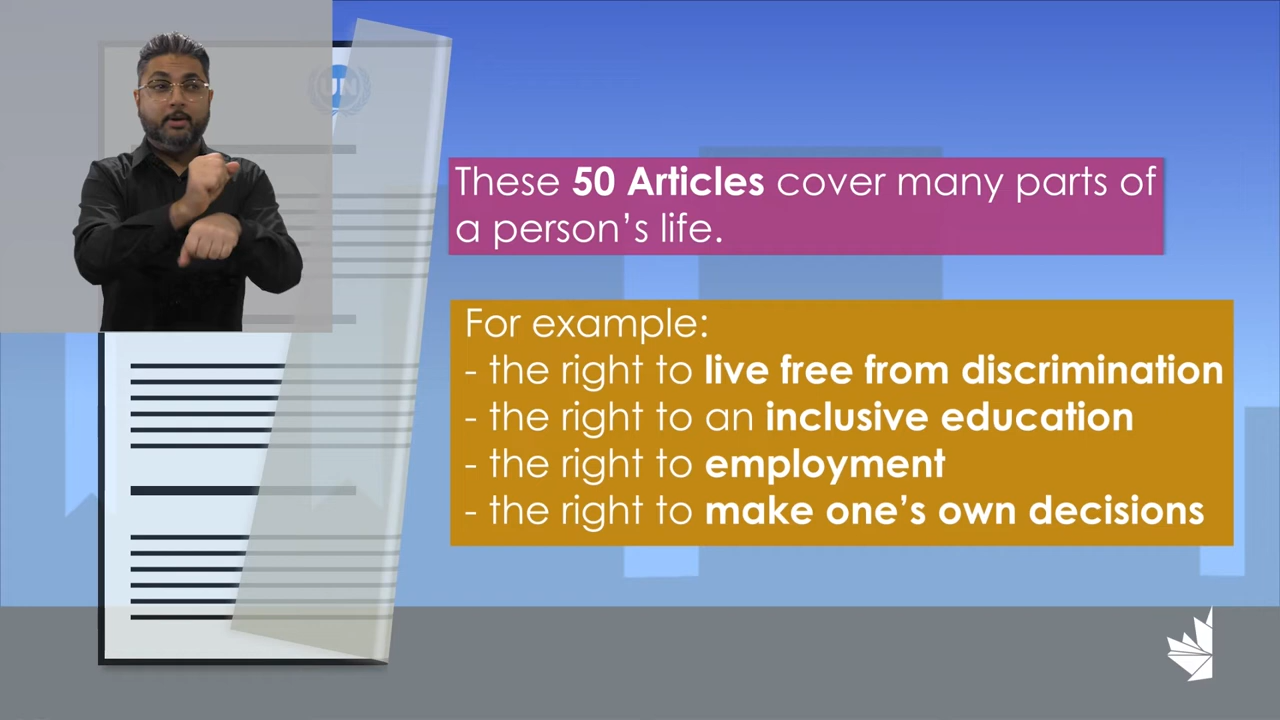 UN
These 50 Articles cover many parts of
a person's life.
For example:
- the right to live free from discrimination
- the right to an inclusive education
- the right to employment
- the right to make one's own decisions